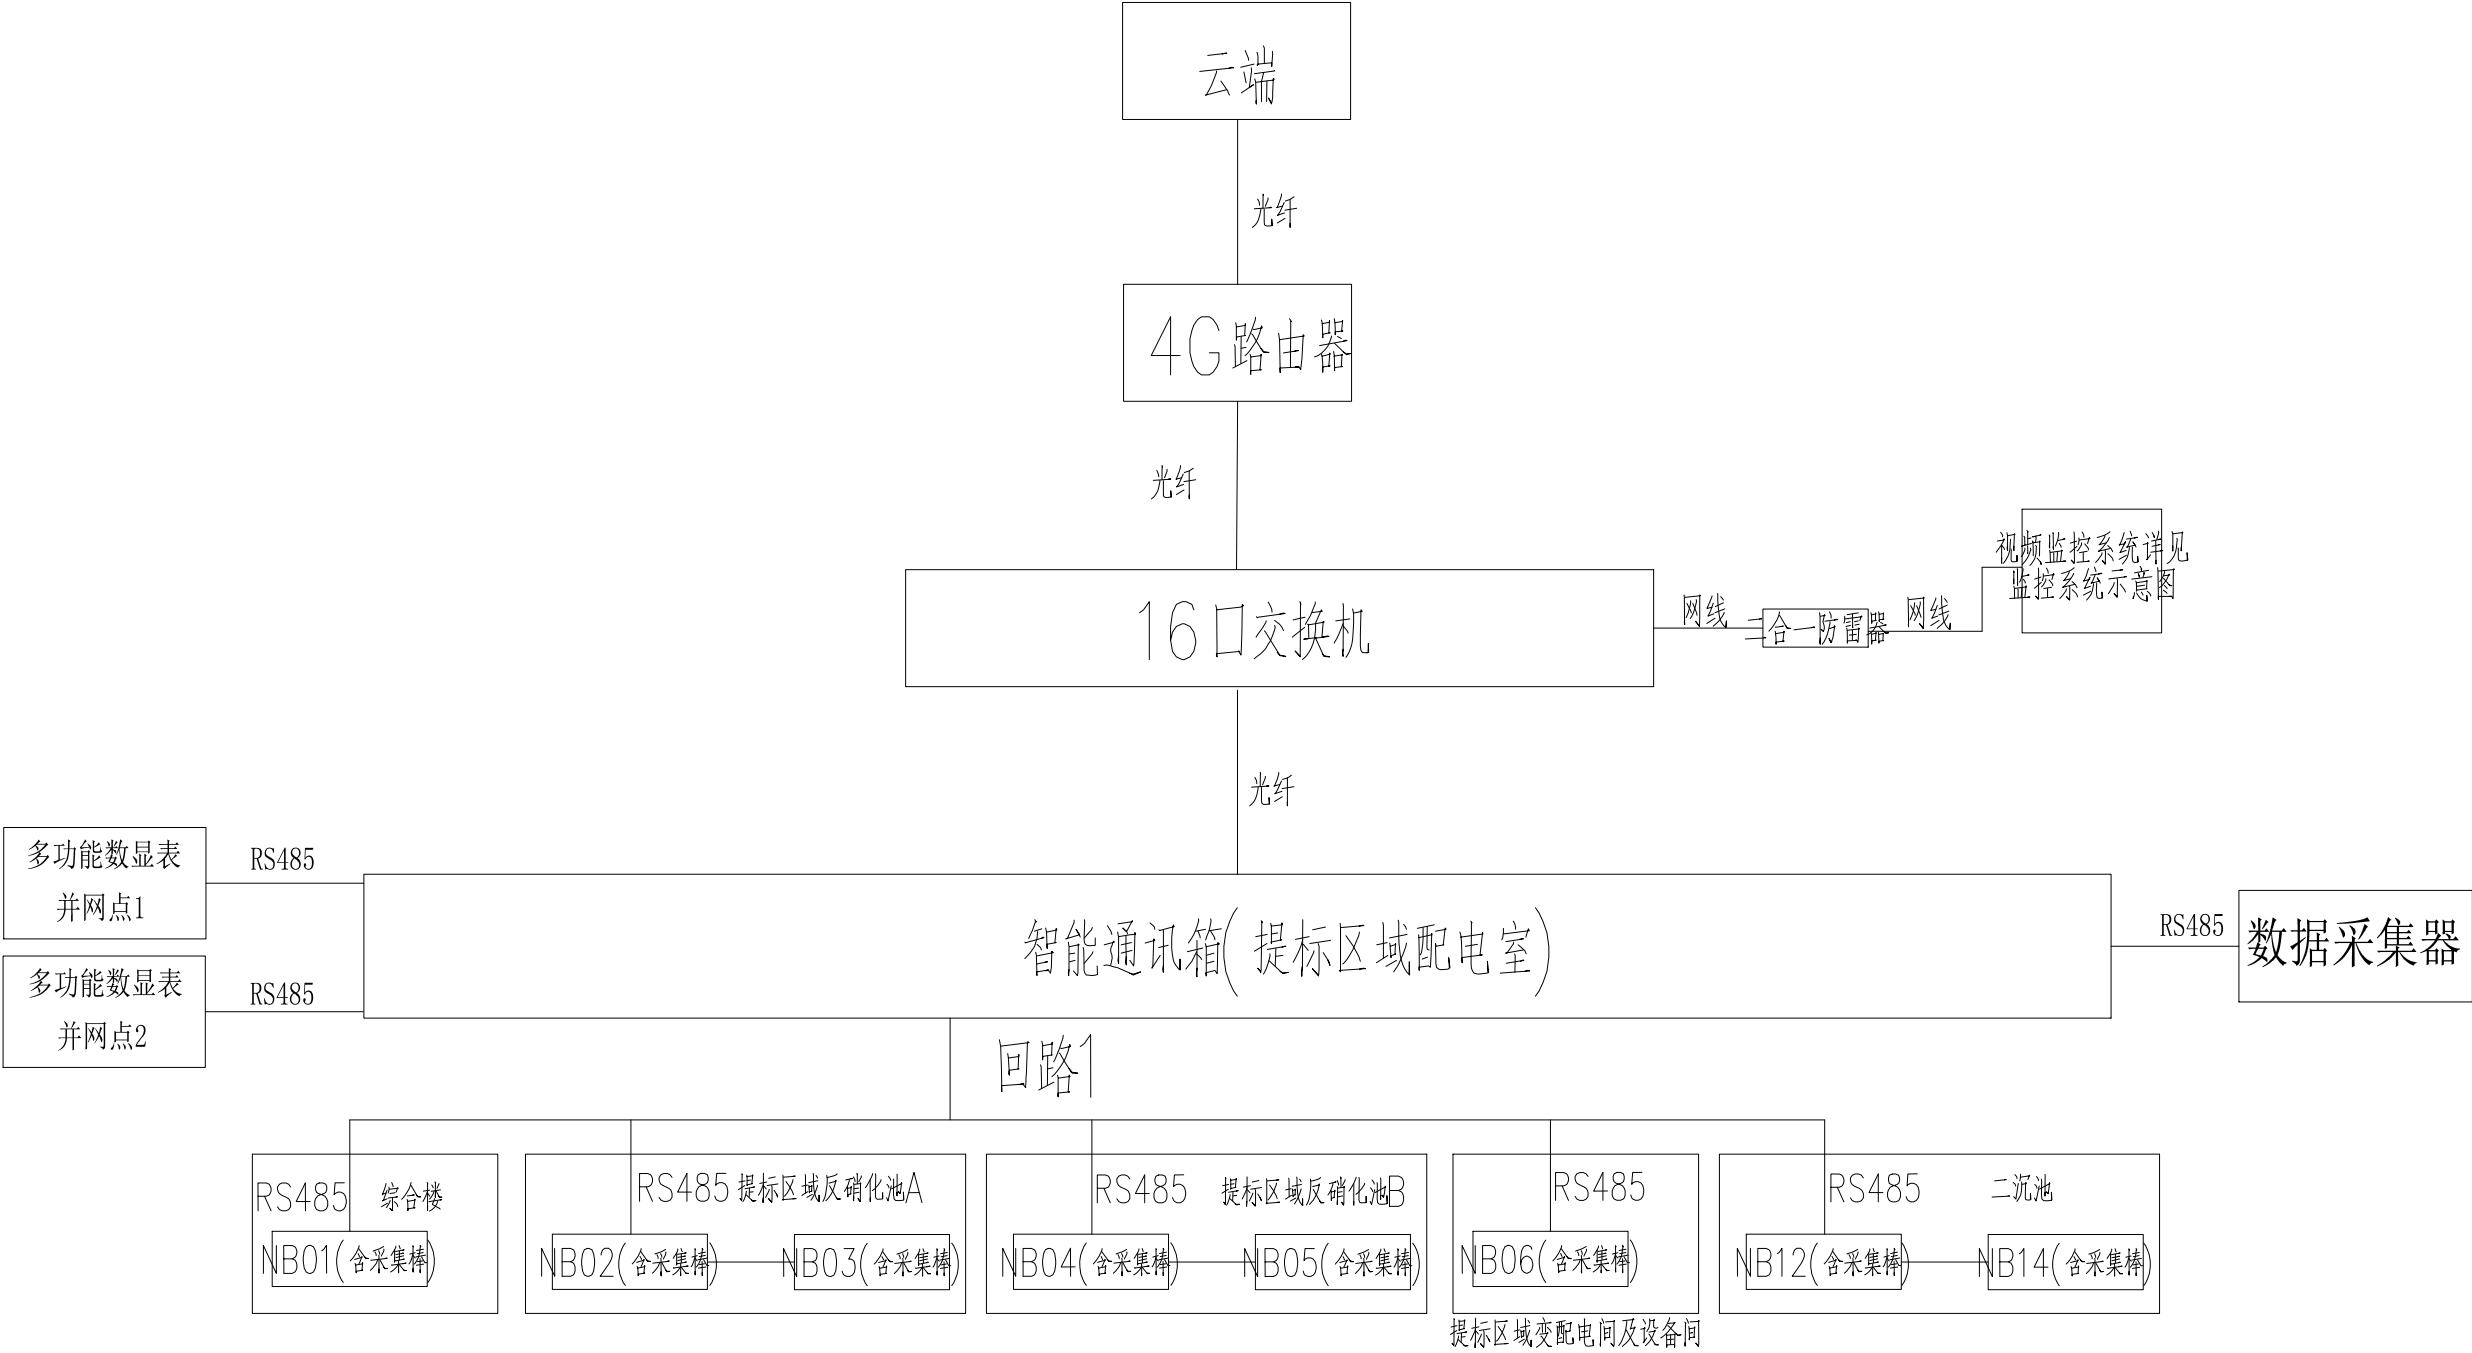 云端
光纤
4G路由器
光纤
16口交换机
网线
二合一防雷器
网线
视频监控系统详见
监控系统示意图
光纤
多功能数显表
并网点1
RS485
多功能数显表
并网点2
RS485
智能通讯箱(提标区域配电室)
RS485
数据采集器
回路1
RS485
综合楼
NB01(含采集棒)
RS485
提标区域反硝化池A
NB02(含采集棒)
NB03(含采集棒)
RS485
提标区域反硝化池B
NB04(含采集棒)
NB05(含采集棒)
RS485
NB06(含采集棒)
提标区域变配电间及设备间
RS485
二沉池
NB12(含采集棒)
NB14(含采集棒)